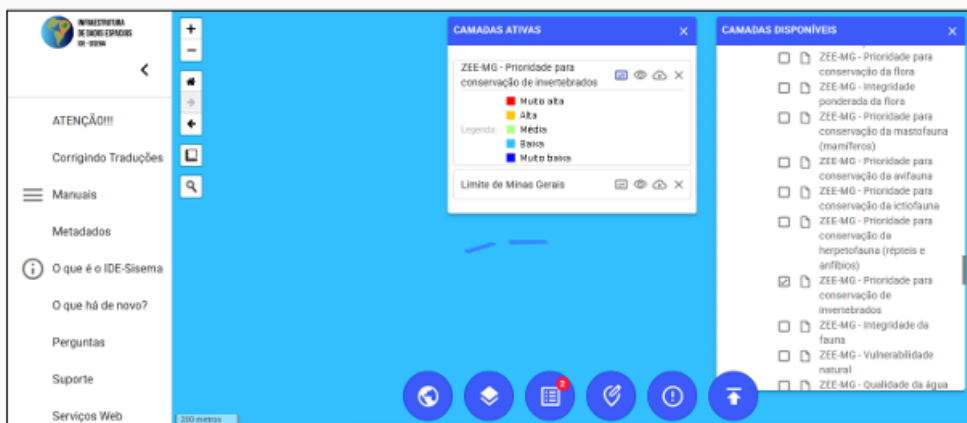 INFRAESTRUTURA
DE DADOS ESPACIAIS
IDE-SISEMA
ATENÇÃO!!!
Corrigindo Traduções
Manuais
Metadados
O que é o IDE-Sisema
O que há de novo?
Perguntas
Suporte
Serviços Web
+
−
200 metros
CAMADAS ATIVAS
ZEE-MG - Prioridade para
conservação de invertebrados
Legenda:
Muito alta
Alta
Média
Baixa
Muito baixa
Limite de Minas Gerais
2
CAMADAS DISPONÍVEIS
ZEE-MG - Prioridade para
conservação da flora
ZEE-MG - Integridade
ponderada da flora
ZEE-MG - Prioridade para
conservação da mastofauna
(mamíferos)
ZEE-MG - Prioridade para
conservação da avifauna
ZEE-MG - Prioridade para
conservação da ictiofauna
ZEE-MG - Prioridade para
conservação da
herpetofauna (répteis e
anfíbios)
ZEE-MG - Prioridade para
conservação de
invertebrados
ZEE-MG - Integridade da
fauna
ZEE-MG - Vulnerabilidade
natural
ZEE-MG - Qualidade da água